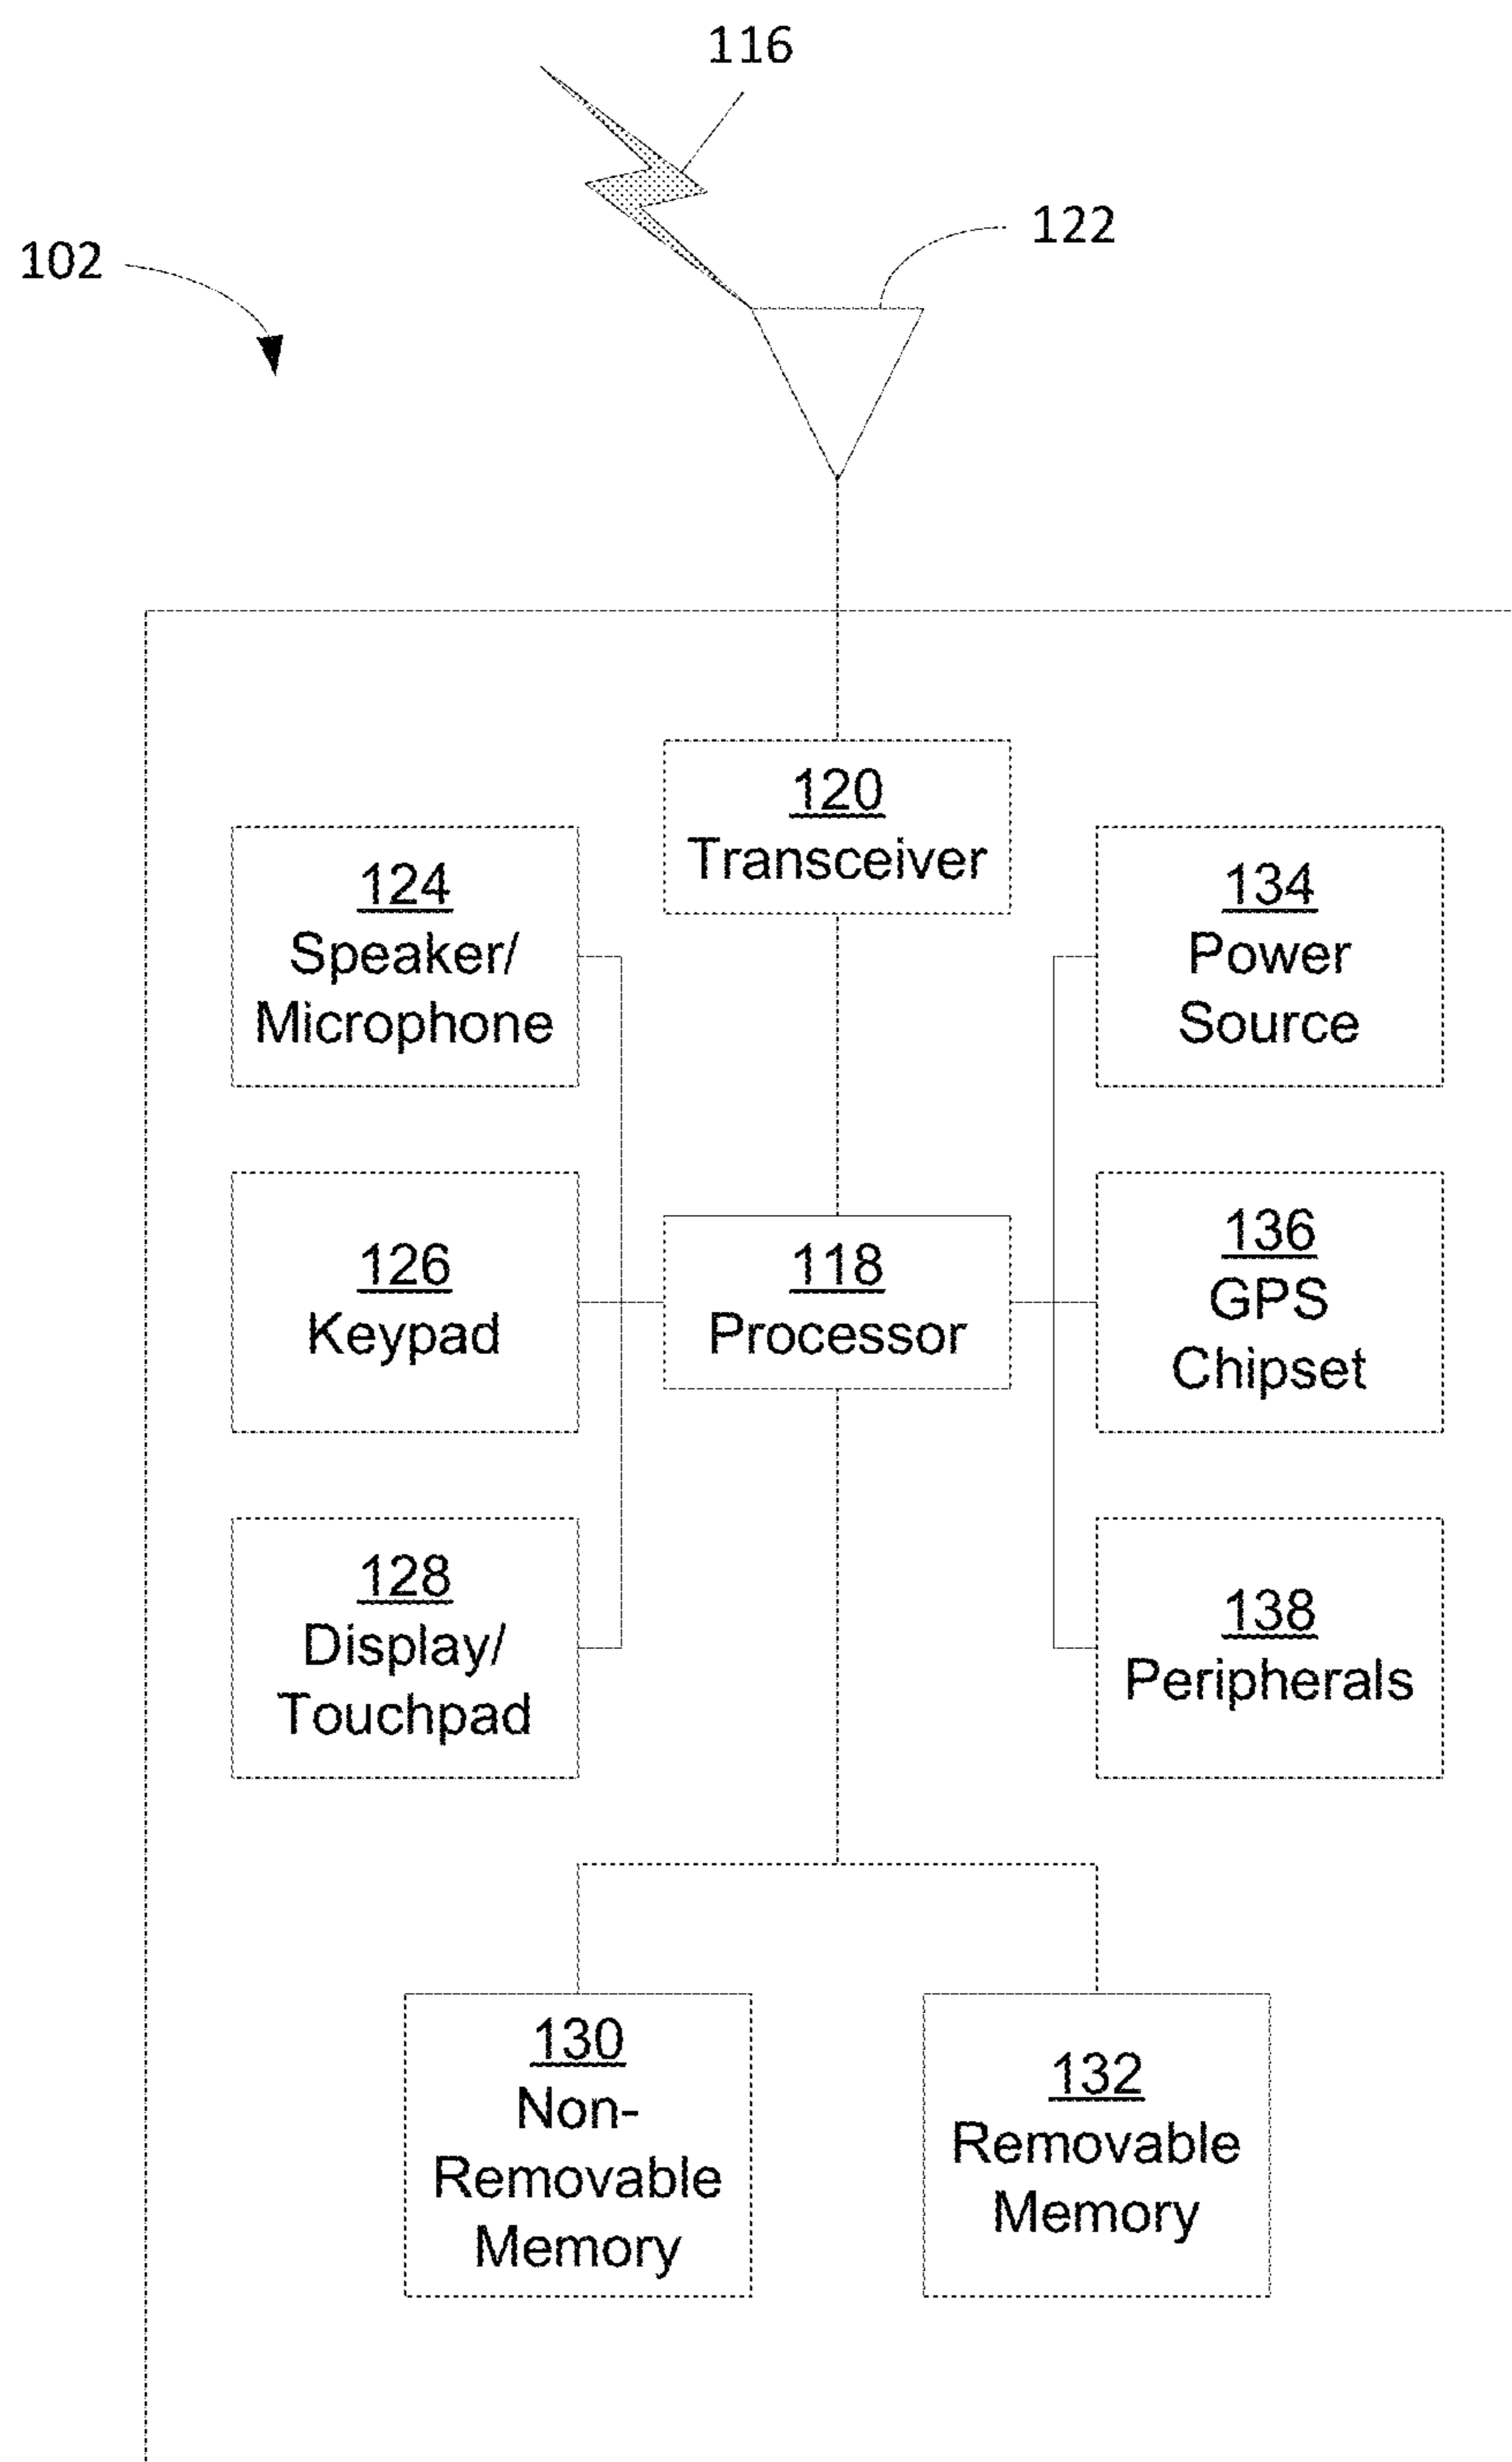 116
122
102
120
Transceiver
124
Speaker/
Microphone
134
Power
Source
126
Keypad
118
Processor
136
GPS
Chipset
128
Display/
Touchpad
138
Peripherals
130
Non-
Removable
Memory
132
Removable
Memory